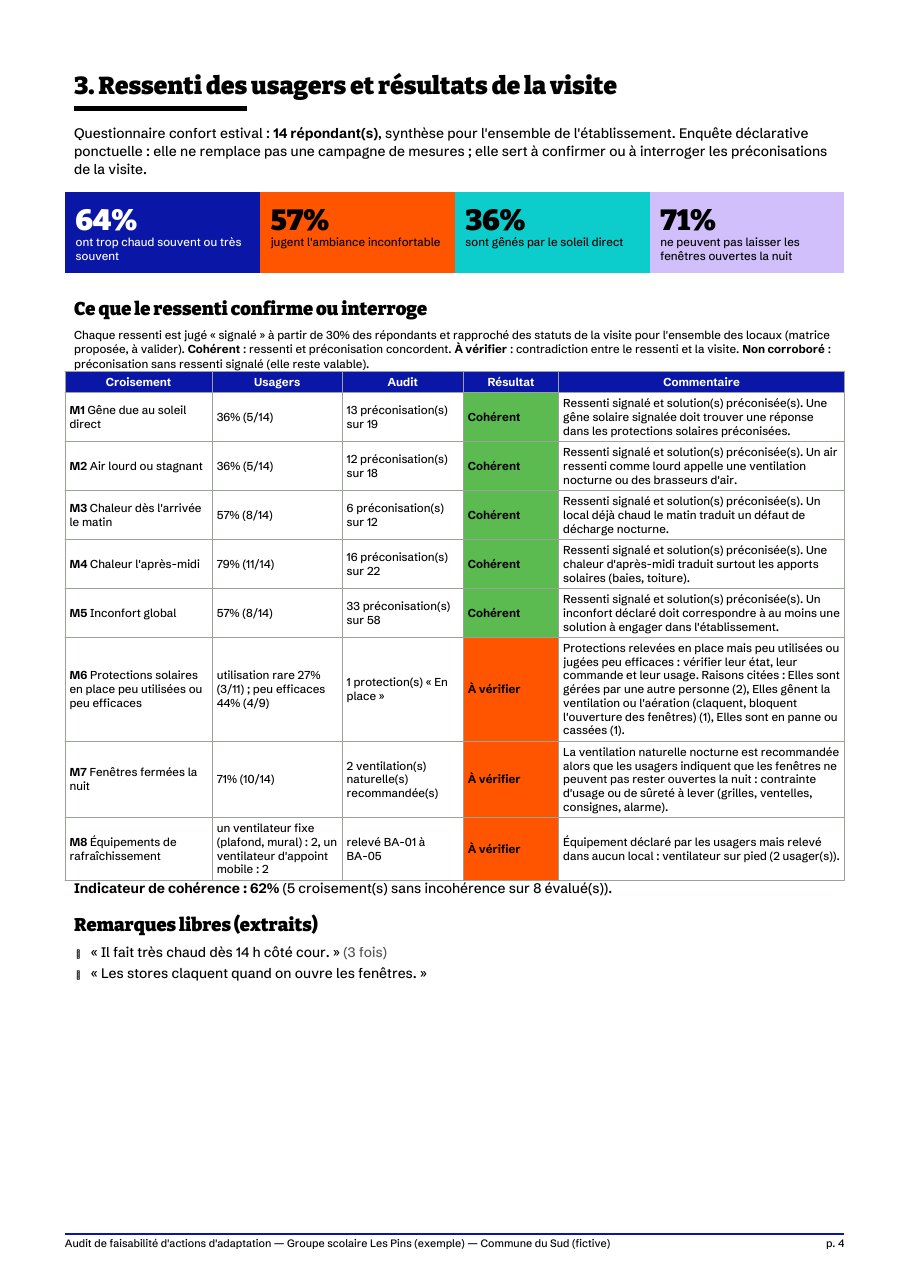 3. Ressenti des usagers et résultats de la visite
Questionnaire confort estival : 14 répondant(s), synthèse pour l'ensemble de l'établissement. Enquête déclarative
ponctuelle : elle ne remplace pas une campagne de mesures ; elle sert à confirmer ou à interroger les préconisations
de la visite.
64%
ont trop chaud souvent ou très
souvent
57%
jugent l'ambiance inconfortable
36%
sont gênés par le soleil direct
71%
ne peuvent pas laisser les
fenêtres ouvertes la nuit
Ce que le ressenti confirme ou interroge
Chaque ressenti est jugé « signalé » à partir de 30% des répondants et rapproché des statuts de la visite pour l'ensemble des locaux (matrice
proposée, à valider). Cohérent : ressenti et préconisation concordent. À vérifier : contradiction entre le ressenti et la visite. Non corroboré :
préconisation sans ressenti signalé (elle reste valable).
Croisement Usagers Audit Résultat Commentaire
M1 Gêne due au soleil
direct
36% (5/14)
13 préconisation(s)
sur 19
Cohérent
Ressenti signalé et solution(s) préconisée(s). Une
gêne solaire signalée doit trouver une réponse
dans les protections solaires préconisées.
M2 Air lourd ou stagnant
36% (5/14)
12 préconisation(s)
sur 18
Cohérent
Ressenti signalé et solution(s) préconisée(s). Un air
ressenti comme lourd appelle une ventilation
nocturne ou des brasseurs d'air.
M3 Chaleur dès l'arrivée
le matin
57% (8/14)
6 préconisation(s)
sur 12
Cohérent
Ressenti signalé et solution(s) préconisée(s). Un
local déjà chaud le matin traduit un défaut de
décharge nocturne.
M4 Chaleur l'après-midi
79% (11/14)
16 préconisation(s)
sur 22
Cohérent
Ressenti signalé et solution(s) préconisée(s). Une
chaleur d'après-midi traduit surtout les apports
solaires (baies, toiture).
M5 Inconfort global
57% (8/14)
33 préconisation(s)
sur 58
Cohérent
Ressenti signalé et solution(s) préconisée(s). Un
inconfort déclaré doit correspondre à au moins une
solution à engager dans l'établissement.
M6 Protections solaires
en place peu utilisées ou
peu efficaces
utilisation rare 27%
(3/11) ; peu efficaces
44% (4/9)
1 protection(s) « En
place »
À vérifier
Protections relevées en place mais peu utilisées ou
jugées peu efficaces : vérifier leur état, leur
commande et leur usage. Raisons citées : Elles sont
gérées par une autre personne (2), Elles gênent la
ventilation ou l'aération (claquent, bloquent
l'ouverture des fenêtres) (1), Elles sont en panne ou
cassées (1).
M7 Fenêtres fermées la
nuit
71% (10/14)
2 ventilation(s)
naturelle(s)
recommandée(s)
À vérifier
La ventilation naturelle nocturne est recommandée
alors que les usagers indiquent que les fenêtres ne
peuvent pas rester ouvertes la nuit : contrainte
d'usage ou de sûreté à lever (grilles, ventelles,
consignes, alarme).
M8 Équipements de
rafraîchissement
un ventilateur fixe
(plafond, mural) : 2, un
ventilateur d'appoint
mobile : 2
relevé BA-01 à
BA-05
À vérifier
Équipement déclaré par les usagers mais relevé
dans aucun local : ventilateur sur pied (2 usager(s)).
Indicateur de cohérence : 62% (5 croisement(s) sans incohérence sur 8 évalué(s)).
Remarques libres (extraits)
« Il fait très chaud dès 14 h côté cour. » (3 fois)
« Les stores claquent quand on ouvre les fenêtres. »
Audit de faisabilité d'actions d'adaptation — Groupe scolaire Les Pins (exemple) — Commune du Sud (fictive) p. 4